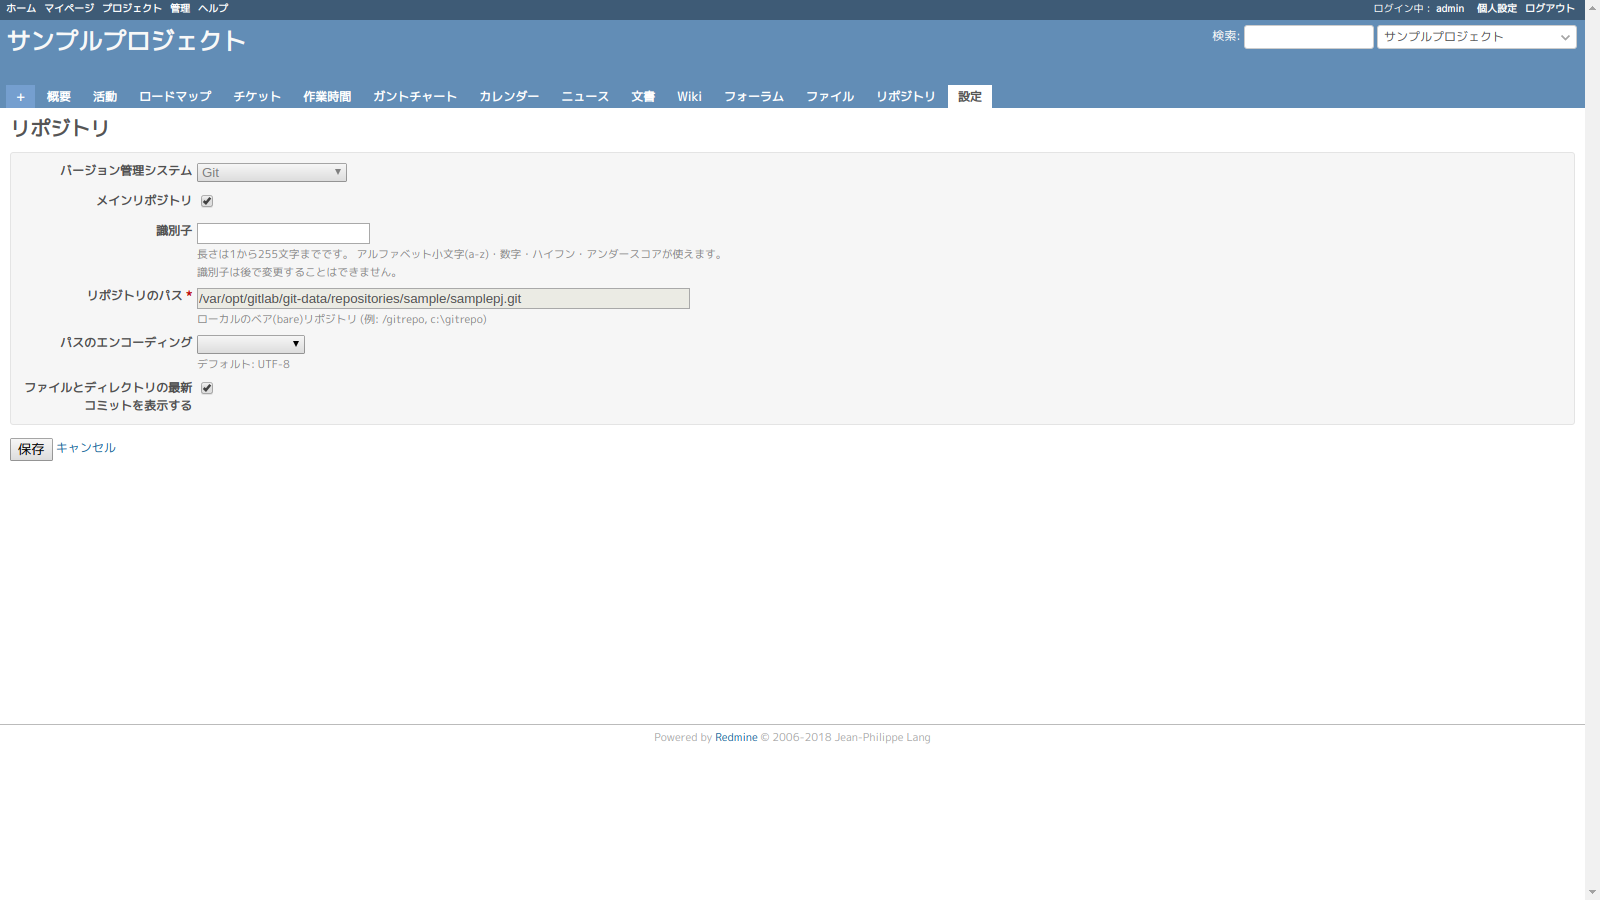 ホーム マイページ プロジェクト 管理 ヘルプ ログイン中： admin 個人設定 ログアウト
サンプルプロジェクト 検索: サンプルプロジェクト
+ 概要 活動 ロードマップ チケット 作業時間 ガントチャート カレンダー ニュース 文書 Wiki フォーラム ファイル リポジトリ 設定
リポジトリ
バージョン管理システム Git
メインリポジトリ
識別子
長さは1から255文字までです。 アルファベット小文字(a-z)・数字・ハイフン・アンダースコアが使えます。
識別子は後で変更することはできません。
リポジトリのパス * /var/opt/gitlab/git-data/repositories/sample/samplepj.git
ローカルのベア(bare)リポジトリ (例: /gitrepo, c:\gitrepo)
パスのエンコーディング
デフォルト: UTF-8
ファイルとディレクトリの最新
コミットを表示する
保存 キャンセル
Powered by Redmine © 2006-2018 Jean-Philippe Lang